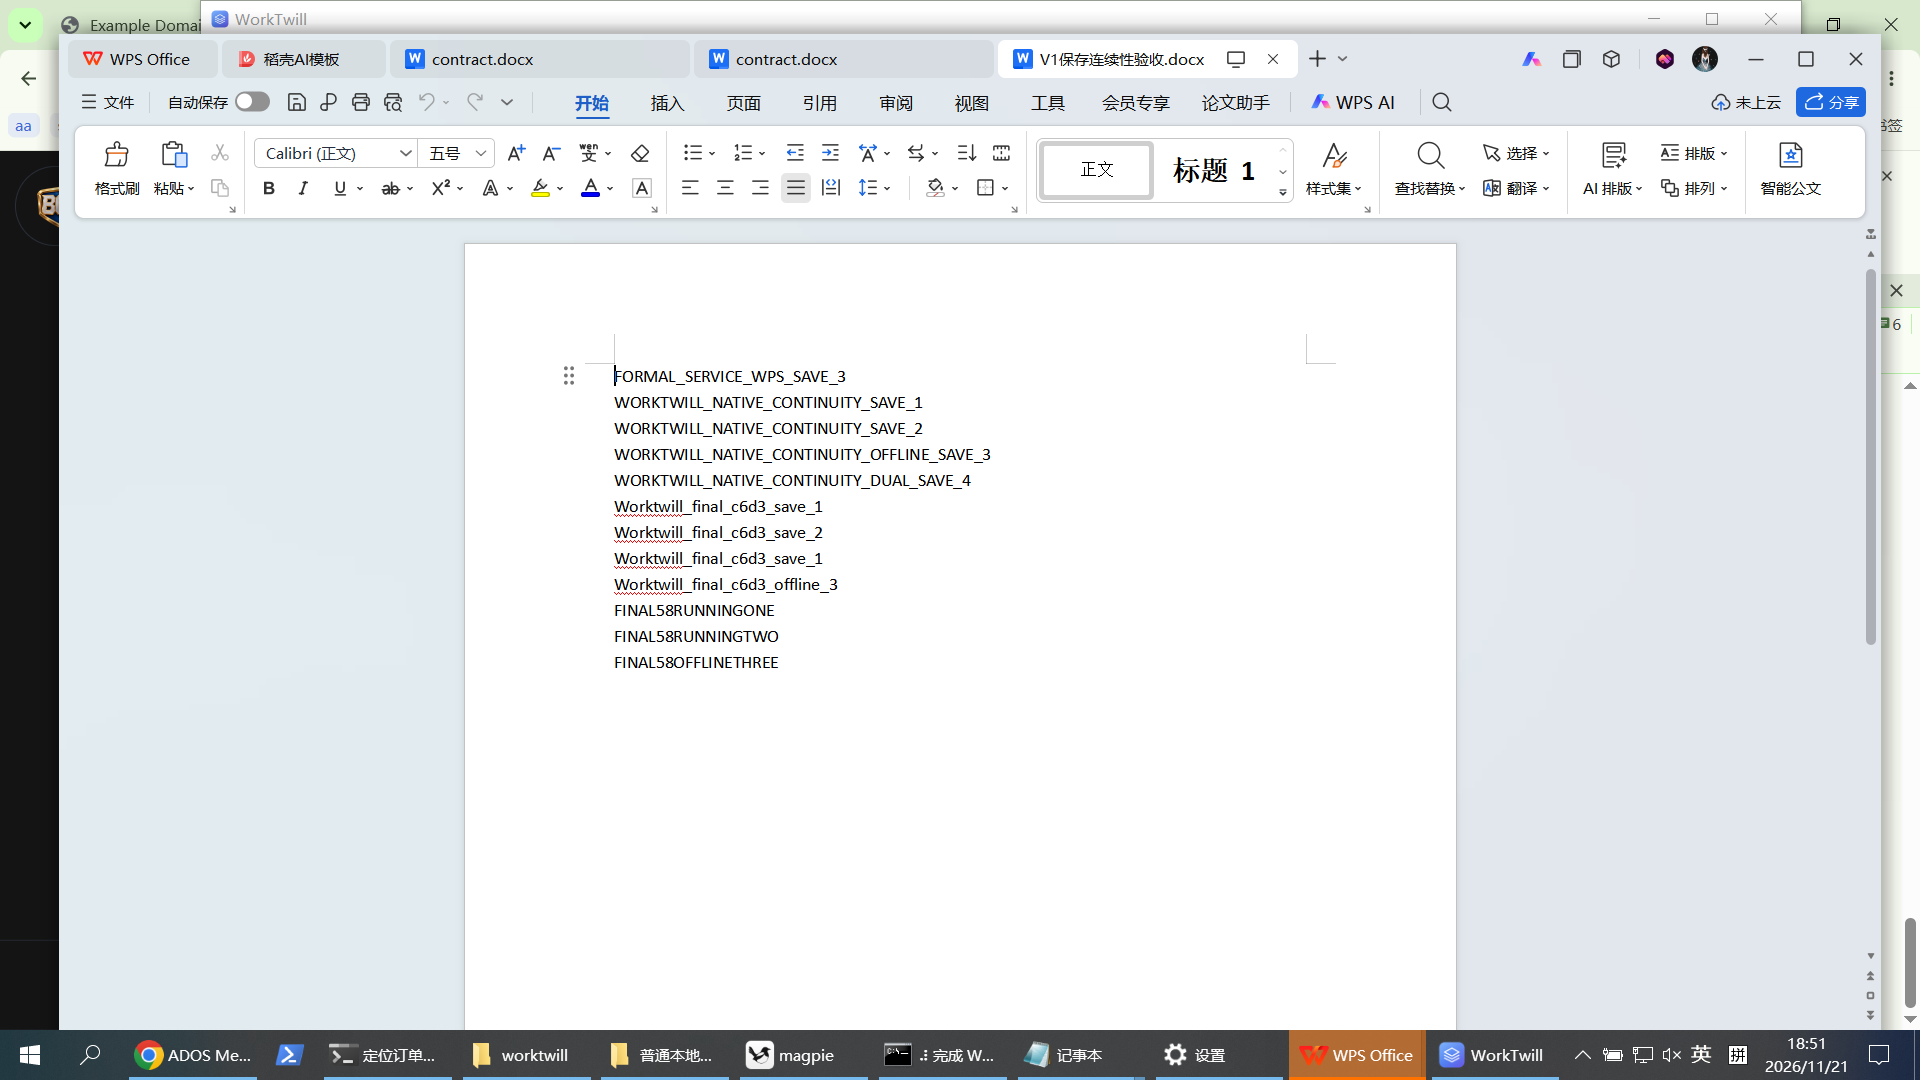 Example Domai
WorkTwill
WPS Office
稻壳AI模板
contract.docx
contract.docx
V1保存连续性验收.docx
文件
自动保存
开始
插入
页面
引用
审阅
视图
工具
会员专享
论文助手
WPS AI
未上云
分享
aa
书签
格式刷
粘贴
Calibri (正文)
五号
正文
标题 1
样式集
查找替换
选择
翻译
AI 排版
排版
排列
智能公文
6
FORMAL_SERVICE_WPS_SAVE_3
WORKTWILL_NATIVE_CONTINUITY_SAVE_1
WORKTWILL_NATIVE_CONTINUITY_SAVE_2
WORKTWILL_NATIVE_CONTINUITY_OFFLINE_SAVE_3
WORKTWILL_NATIVE_CONTINUITY_DUAL_SAVE_4
Worktwill_final_c6d3_save_1
Worktwill_final_c6d3_save_2
Worktwill_final_c6d3_save_1
Worktwill_final_c6d3_offline_3
FINAL58RUNNINGONE
FINAL58RUNNINGTWO
FINAL58OFFLINETHREE
ADOS Me...
定位订单...
worktwill
普通本地...
magpie
完成 W...
记事本
设置
WPS Office
WorkTwill
英
拼
18:51
2026/11/21